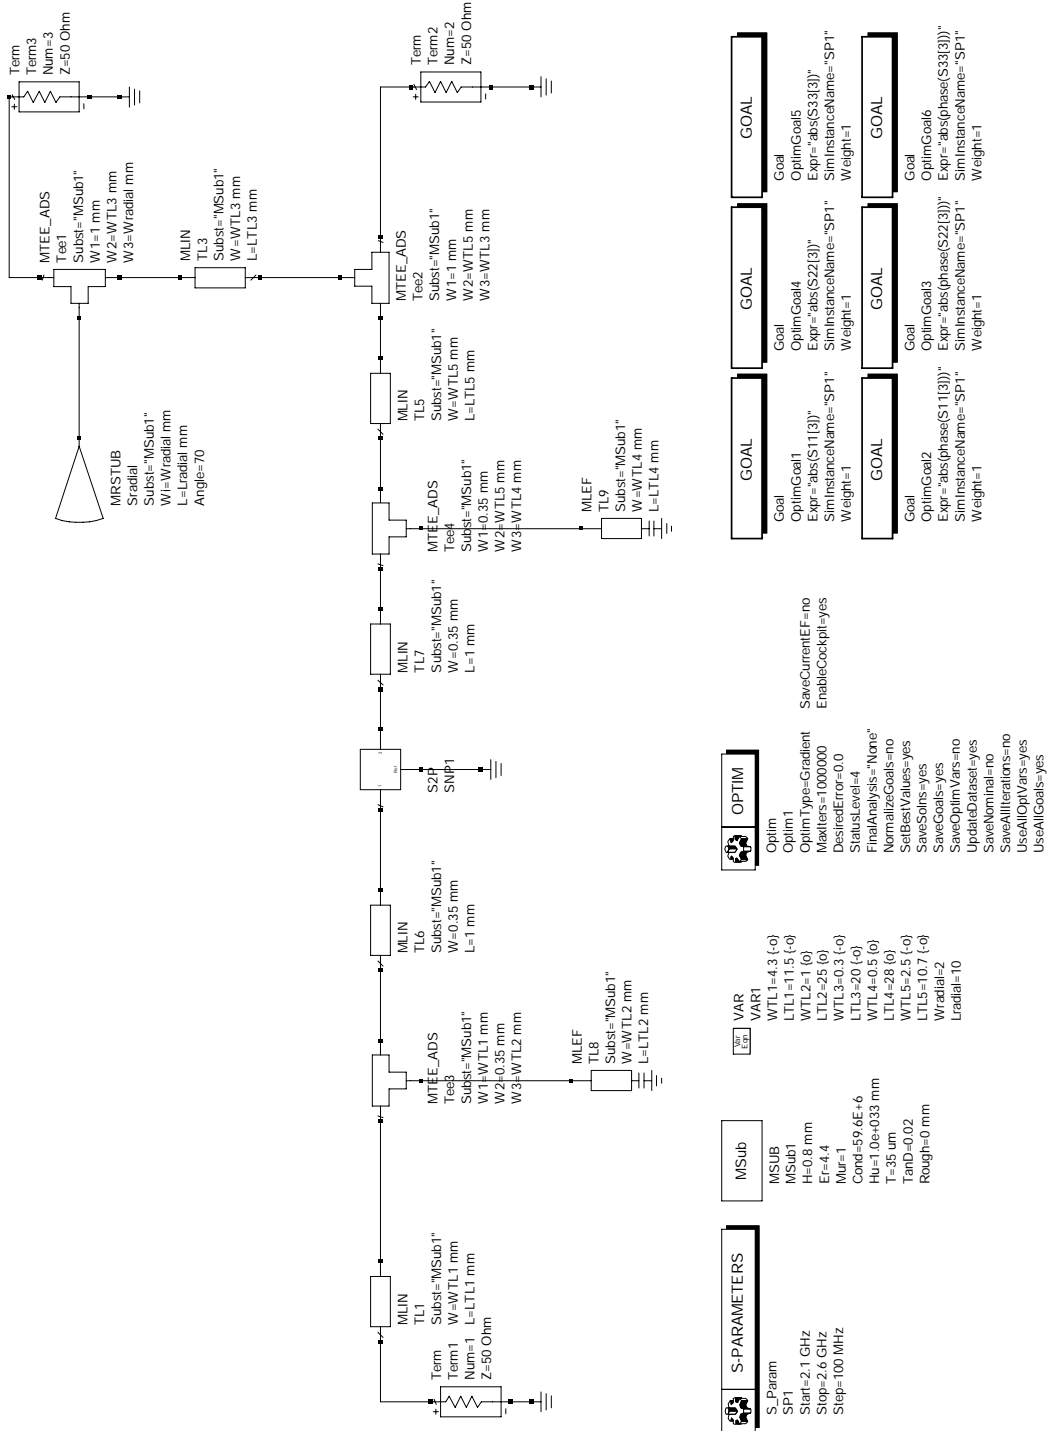 Term
Term3
Num=3
Z=50 Ohm
MTEE_ADS
Tee1
Subst="MSub1"
W1=1 mm
W2=WTL3 mm
W3=Wradial mm
MRSTUB
Sradial
Subst="MSub1"
Wi=Wradial mm
L=Lradial mm
Angle=70
MLIN
TL3
Subst="MSub1"
W=WTL3 mm
L=LTL3 mm
Term
Term1
Num=1
Z=50 Ohm
MLIN
TL1
Subst="MSub1"
W=WTL1 mm
L=LTL1 mm
MTEE_ADS
Tee3
Subst="MSub1"
W1=WTL1 mm
W2=0.35 mm
W3=WTL2 mm
MLEF
TL8
Subst="MSub1"
W=WTL2 mm
L=LTL2 mm
MLIN
TL6
Subst="MSub1"
W=0.35 mm
L=1 mm
1
2
Ref
S2P
SNP1
MLIN
TL7
Subst="MSub1"
W=0.35 mm
L=1 mm
MTEE_ADS
Tee4
Subst="MSub1"
W1=0.35 mm
W2=WTL5 mm
W3=WTL4 mm
MLEF
TL9
Subst="MSub1"
W=WTL4 mm
L=LTL4 mm
MLIN
TL5
Subst="MSub1"
W=WTL5 mm
L=LTL5 mm
MTEE_ADS
Tee2
Subst="MSub1"
W1=1 mm
W2=WTL5 mm
W3=WTL3 mm
Term
Term2
Num=2
Z=50 Ohm
S-PARAMETERS
S_Param
SP1
Start=2.1 GHz
Stop=2.6 GHz
Step=100 MHz
MSub
MSUB
MSub1
H=0.8 mm
Er=4.4
Mur=1
Cond=59.6E+6
Hu=1.0e+033 mm
T=35 um
TanD=0.02
Rough=0 mm
Var
Eqn
VAR
VAR1
WTL1=4.3 {-o}
LTL1=11.5 {-o}
WTL2=1 {o}
LTL2=25 {o}
WTL3=0.3 {-o}
LTL3=20 {-o}
WTL4=0.5 {o}
LTL4=28 {o}
WTL5=2.5 {-o}
LTL5=10.7 {-o}
Wradial=2
Lradial=10
OPTIM
Optim
Optim1
OptimType=Gradient
MaxIters=1000000
DesiredError=0.0
StatusLevel=4
FinalAnalysis="None"
NormalizeGoals=no
SetBestValues=yes
SaveSolns=yes
SaveGoals=yes
SaveOptimVars=no
UpdateDataset=yes
SaveNominal=no
SaveAllIterations=no
UseAllOptVars=yes
UseAllGoals=yes
SaveCurrentEF=no
EnableCockpit=yes
GOAL
Goal
OptimGoal1
Expr="abs(S11[3])"
SimInstanceName="SP1"
Weight=1
GOAL
Goal
OptimGoal4
Expr="abs(S22[3])"
SimInstanceName="SP1"
Weight=1
GOAL
Goal
OptimGoal5
Expr="abs(S33[3])"
SimInstanceName="SP1"
Weight=1
GOAL
Goal
OptimGoal2
Expr="abs(phase(S11[3]))"
SimInstanceName="SP1"
Weight=1
GOAL
Goal
OptimGoal3
Expr="abs(phase(S22[3]))"
SimInstanceName="SP1"
Weight=1
GOAL
Goal
OptimGoal6
Expr="abs(phase(S33[3]))"
SimInstanceName="SP1"
Weight=1